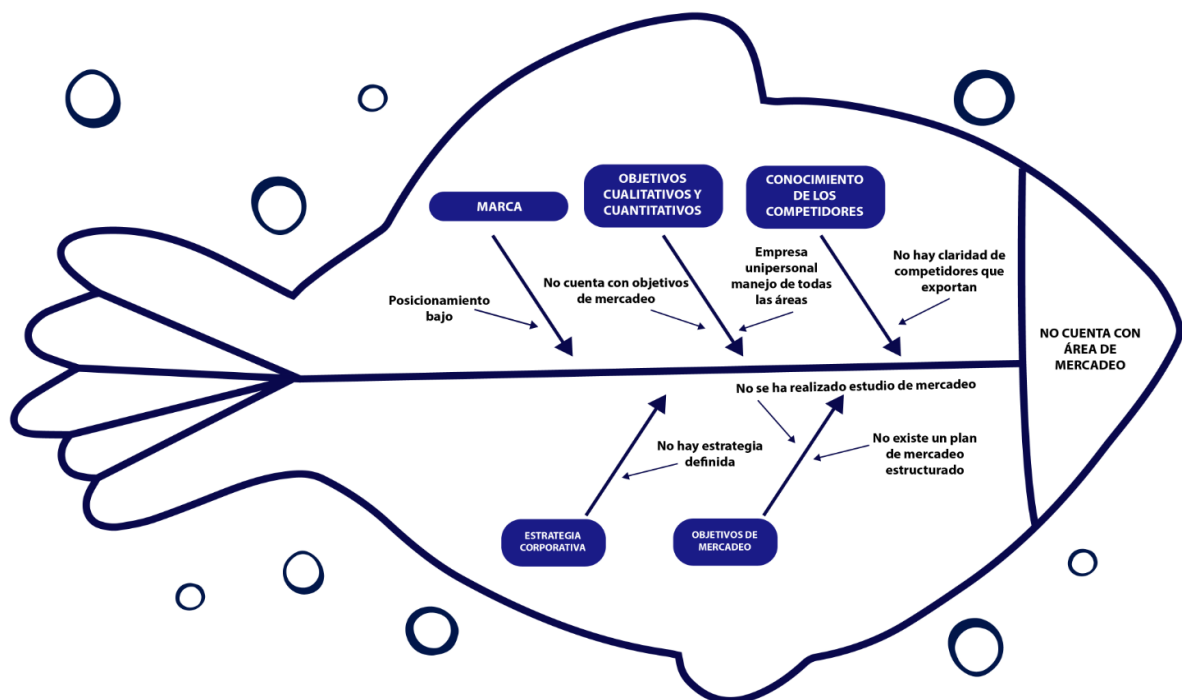 MARCA
OBJETIVOS
CUALITATIVOS Y
CUANTITATIVOS
CONOCIMIENTO
DE LOS
COMPETIDORES
Posicionamiento
bajo
No cuenta con objetivos
de mercadeo
Empresa
unipersonal
manejo de todas
las áreas
No hay claridad de
competidores que
exportan
NO CUENTA CON
ÁREA DE
MERCADEO
No se ha realizado estudio de mercadeo
No hay estrategia
definida
No existe un plan
de mercadeo
estructurado
ESTRATEGIA
CORPORATIVA
OBJETIVOS DE
MERCADEO